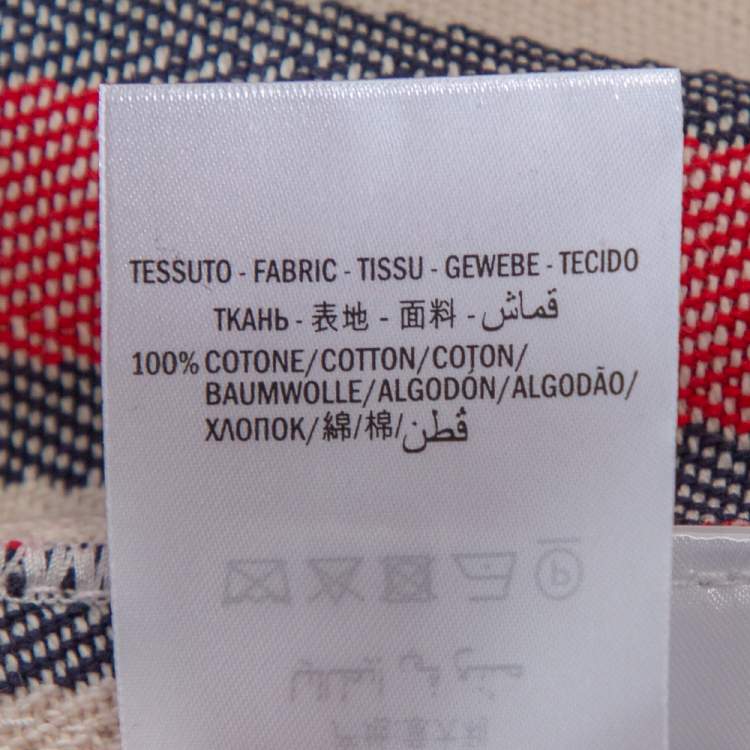 TESSUTO - FABRIC - TISSU - GEWEBE - TECIDO
ТКАНЬ - 表地 - 面料 - قماش
100% COTONE/COTTON/COTON/
BAUMWOLLE/ALGODÓN/ALGODÃO/
ХЛОПОК/綿/棉/قطن